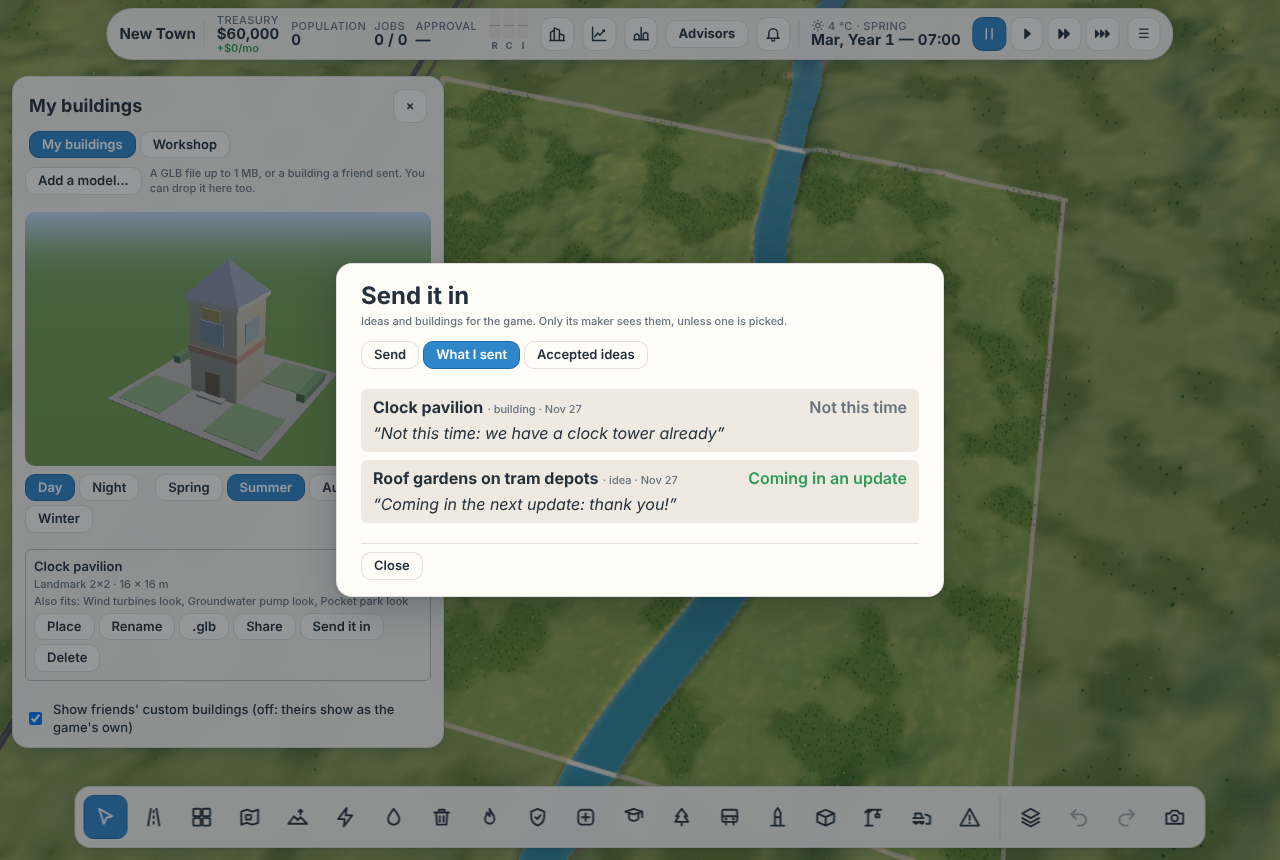 New Town
TREASURY
$60,000
+$0/mo
POPULATION
0
JOBS
0 / 0
APPROVAL
—
R C I
Advisors
4 °C · SPRING
Mar, Year 1 — 07:00
My buildings
×
My buildings
Workshop
Add a model...
A GLB file up to 1 MB, or a building a friend sent. You
can drop it here too.
Day
Night
Spring
Summer
Au
Winter
Clock pavilion
Landmark 2×2 · 16 × 16 m
Also fits: Wind turbines look, Groundwater pump look, Pocket park look
Place
Rename
.glb
Share
Send it in
Delete
Show friends' custom buildings (off: theirs show as the
game's own)
Send it in
Ideas and buildings for the game. Only its maker sees them, unless one is picked.
Send
What I sent
Accepted ideas
Clock pavilion · building · Nov 27
Not this time
“Not this time: we have a clock tower already”
Roof gardens on tram depots · idea · Nov 27
Coming in an update
“Coming in the next update: thank you!”
Close